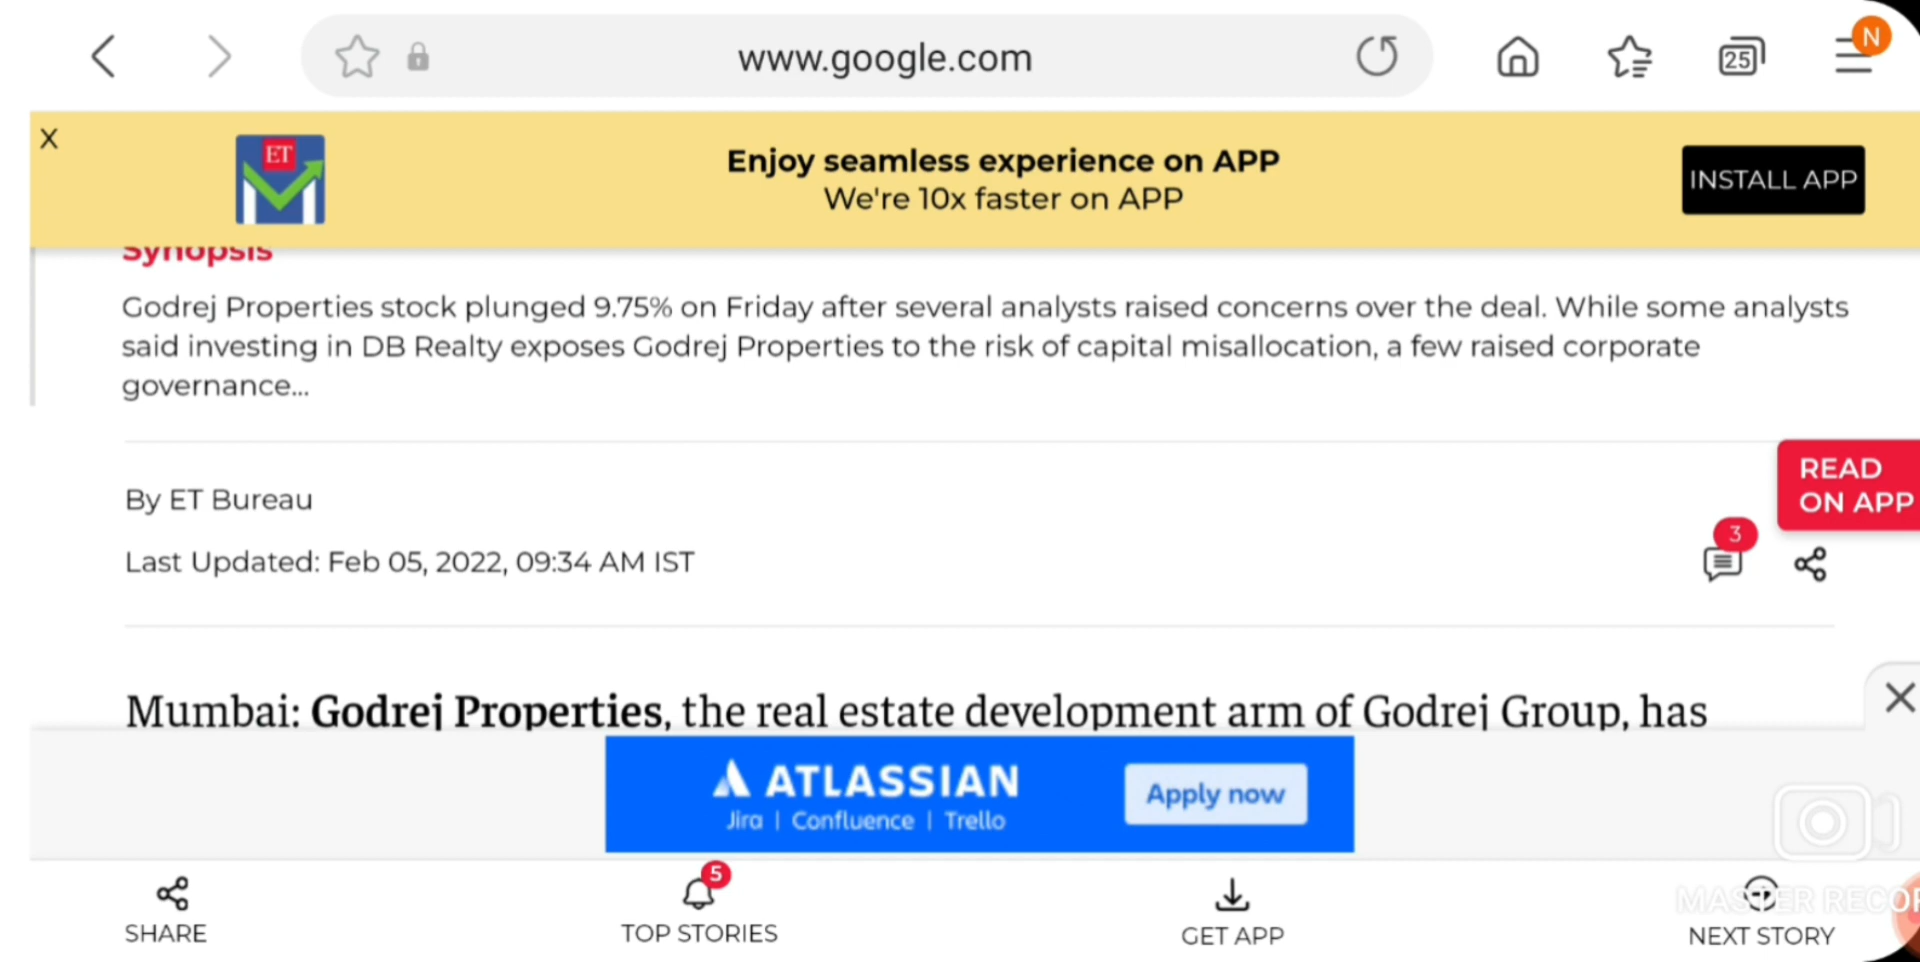 www.google.com
25
N
X
ET
Enjoy seamless experience on APP
We're 10x faster on APP
INSTALL APP
Synopsis
Godrej Properties stock plunged 9.75% on Friday after several analysts raised concerns over the deal. While some analysts
said investing in DB Realty exposes Godrej Properties to the risk of capital misallocation, a few raised corporate
governance...
READ
ON APP
By ET Bureau
3
Last Updated: Feb 05, 2022, 09:34 AM IST
Mumbai: Godrej Properties, the real estate development arm of Godrej Group, has
ATLASSIAN
Jira | Confluence | Trello
Apply now
5
SHARE
TOP STORIES
GET APP
MASTER RECOR
NEXT STORY